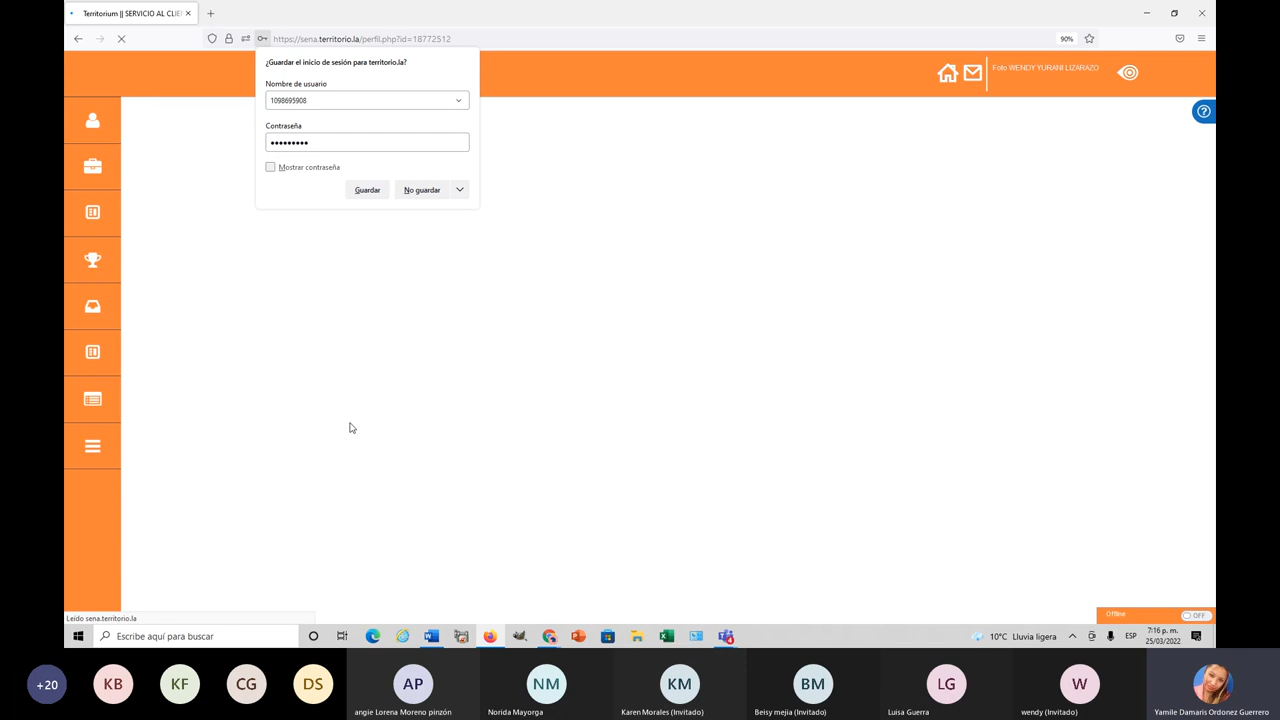 Territorium || SERVICIO AL CLIE
https://sena.territorio.la/perfil.php?id=18772512
90%
¿Guardar el inicio de sesión para territorio.la?
Nombre de usuario
1098695908
Contraseña
•••••••••
Mostrar contraseña
Guardar
No guardar
Foto WENDY YURANI LIZARAZO
Offline
OFF
Leído sena.territorio.la
Escribe aquí para buscar
10°C Lluvia ligera
ESP
7:16 p. m.
25/03/2022
+20
KB
KF
CG
DS
AP
angie Lorena Moreno pinzón
NM
Norida Mayorga
KM
Karen Morales (Invitado)
BM
Beisy mejia (Invitado)
LG
Luisa Guerra
W
wendy (Invitado)
Yamile Damaris Ordonez Guerrero